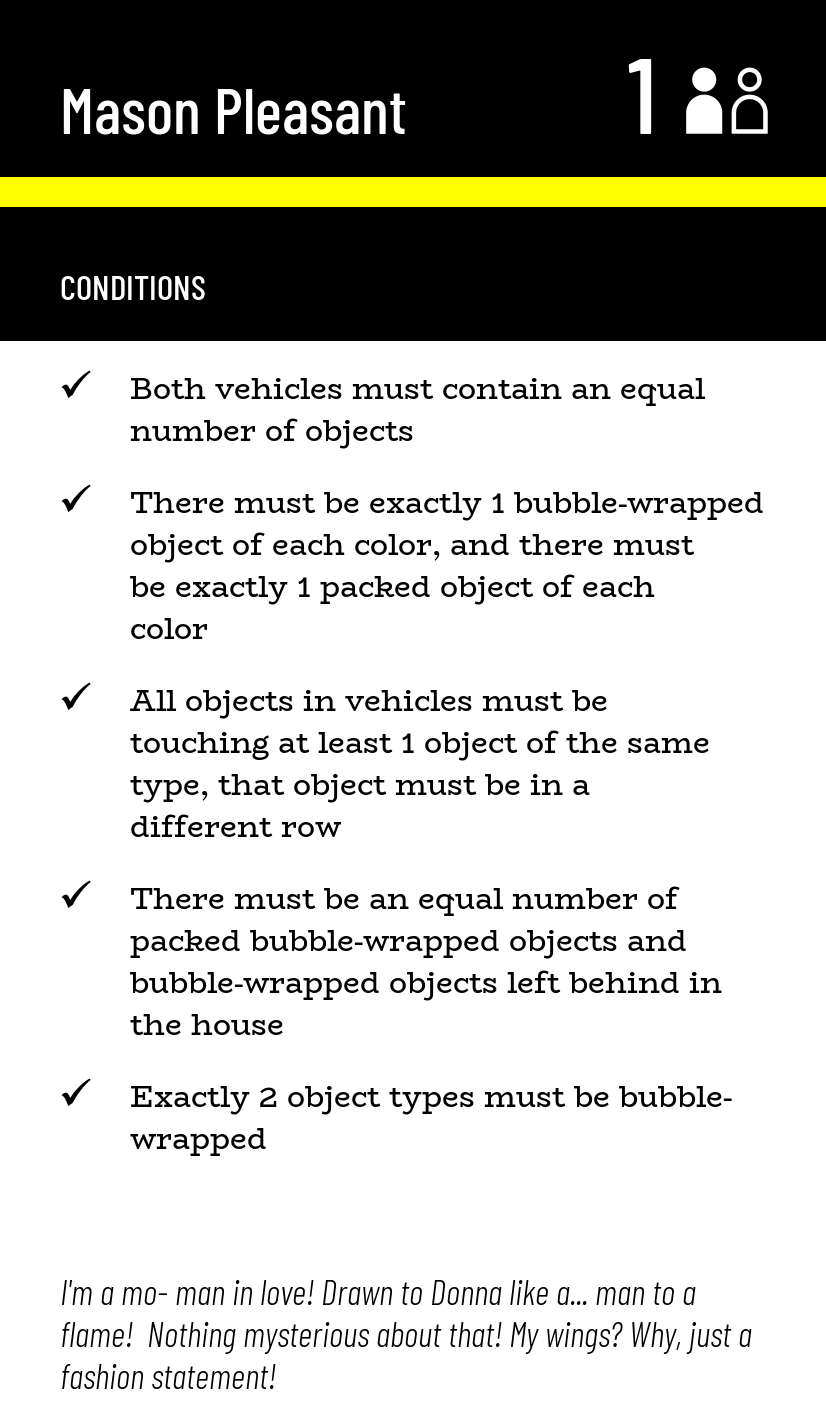 Mason Pleasant
1
CONDITIONS
✓ Both vehicles must contain an equal
number of objects
✓ There must be exactly 1 bubble-wrapped
object of each color, and there must
be exactly 1 packed object of each
color
✓ All objects in vehicles must be
touching at least 1 object of the same
type, that object must be in a
different row
✓ There must be an equal number of
packed bubble-wrapped objects and
bubble-wrapped objects left behind in
the house
✓ Exactly 2 object types must be bubble-
wrapped
I'm a mo- man in love! Drawn to Donna like a... man to a
flame!  Nothing mysterious about that! My wings? Why, just a
fashion statement!